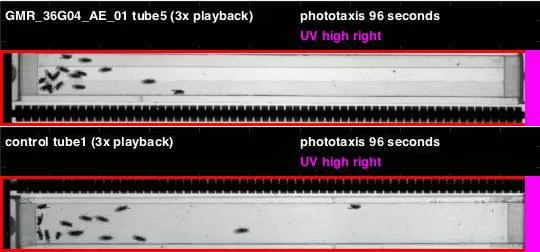 GMR_36G04_AE_01 tube5 (3x playback)
phototaxis 96 seconds
UV high right
control tube1 (3x playback)
phototaxis 96 seconds
UV high right